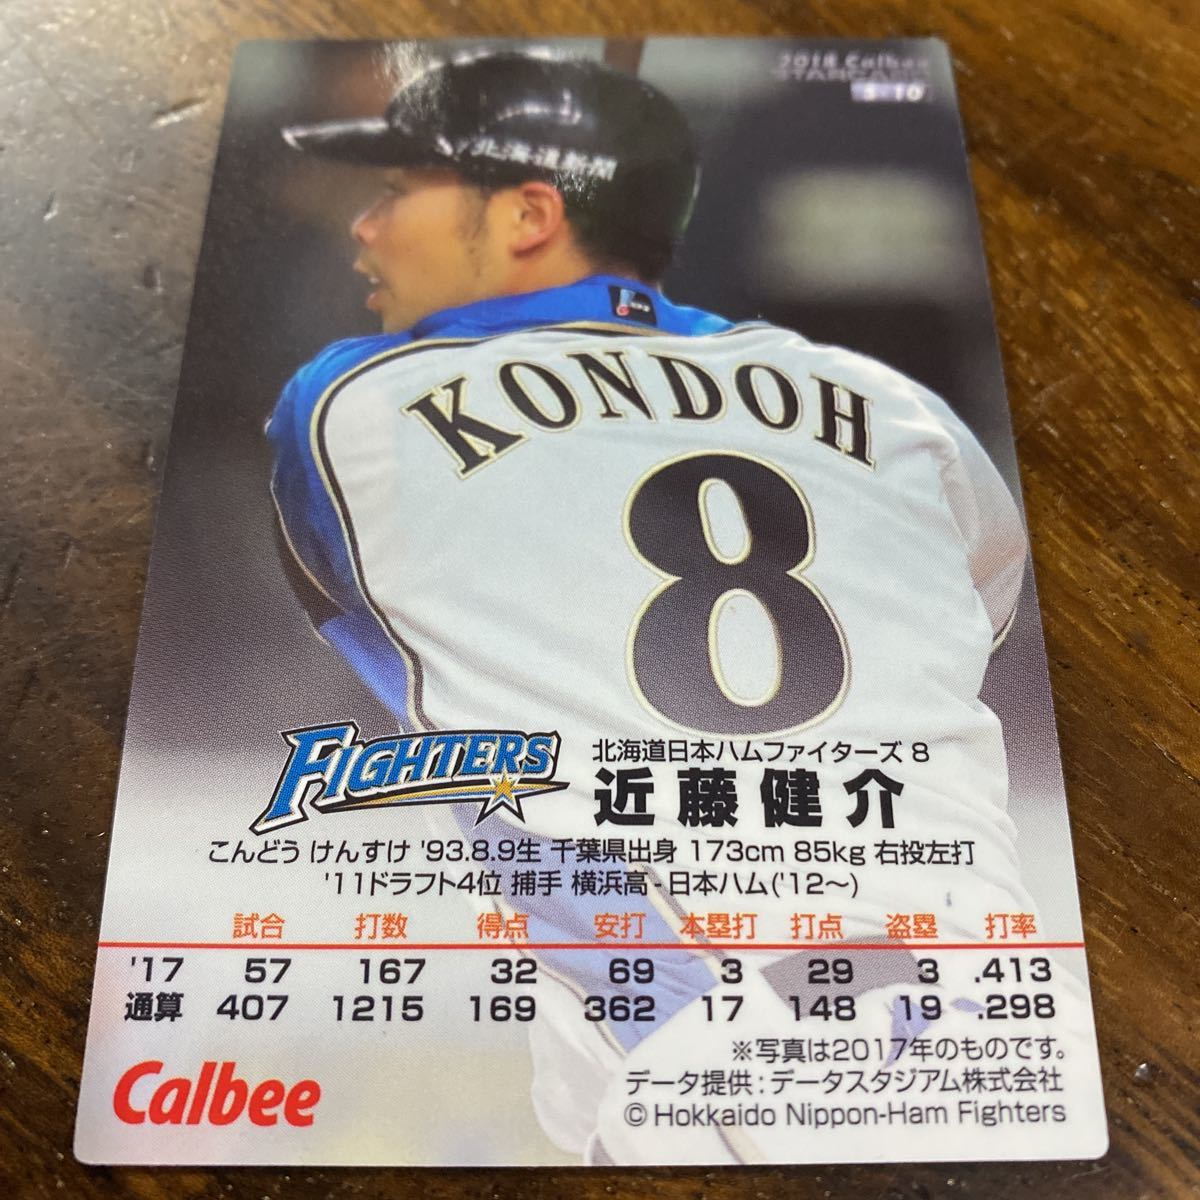 2018 Calbee
STARCARD
S-10
北海道新聞
KONDOH
8
FIGHTERS
北海道日本ハムファイターズ 8
近藤健介
こんどう けんすけ '93.8.9生 千葉県出身 173cm 85kg 右投左打
'11ドラフト4位 捕手 横浜高-日本ハム('12〜)
試合 打数 得点 安打 本塁打 打点 盗塁 打率
'17 57 167 32 69 3 29 3 .413
通算 407 1215 169 362 17 148 19 .298
※写真は2017年のものです。
データ提供:データスタジアム株式会社
©Hokkaido Nippon-Ham Fighters
Calbee